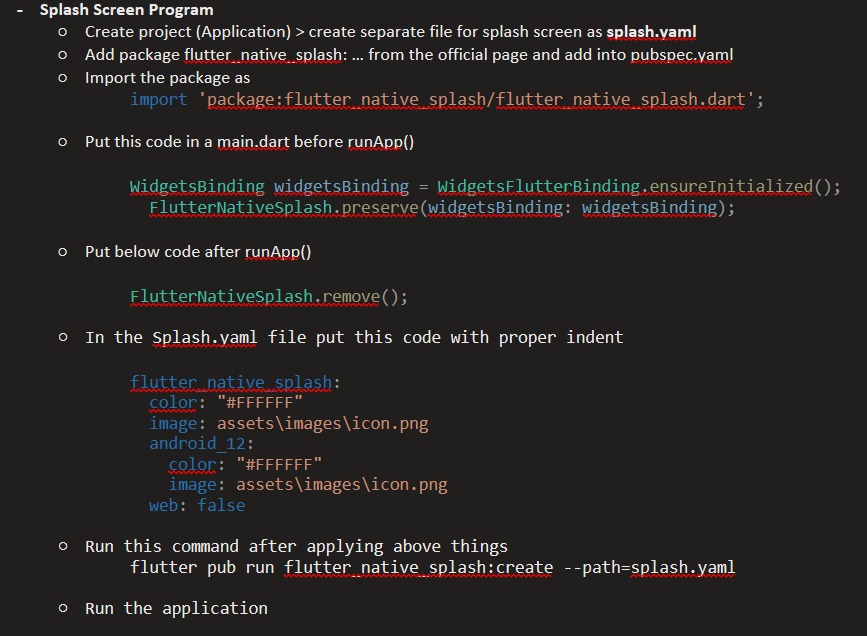 - Splash Screen Program
o Create project (Application) > create separate file for splash screen as splash.yaml
o Add package flutter_native_splash: ... from the official page and add into pubspec.yaml
o Import the package as
import 'package:flutter_native_splash/flutter_native_splash.dart';
o Put this code in a main.dart before runApp()
WidgetsBinding widgetsBinding = WidgetsFlutterBinding.ensureInitialized();
FlutterNativeSplash.preserve(widgetsBinding: widgetsBinding);
o Put below code after runApp()
FlutterNativeSplash.remove();
o In the Splash.yaml file put this code with proper indent
flutter_native_splash:
color: "#FFFFFF"
image: assets\images\icon.png
android_12:
color: "#FFFFFF"
image: assets\images\icon.png
web: false
o Run this command after applying above things
flutter pub run flutter_native_splash:create --path=splash.yaml
o Run the application